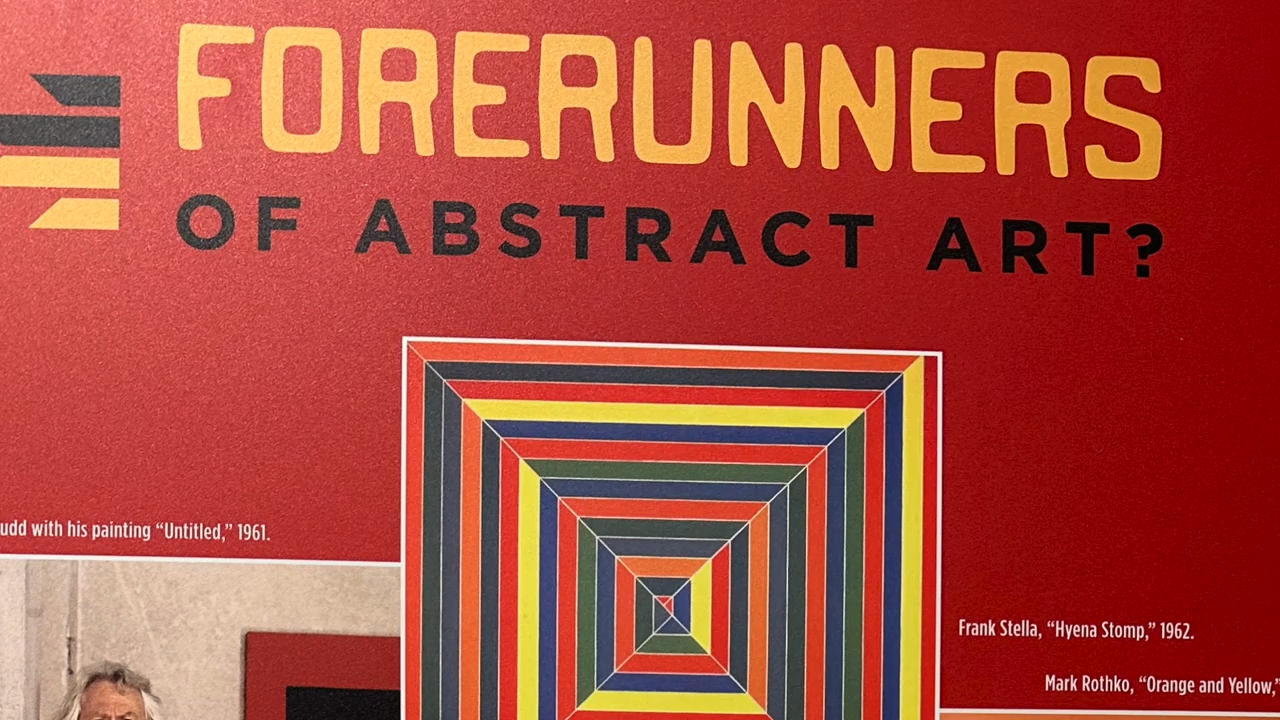 FORERUNNERS
OF ABSTRACT ART?
udd with his painting “Untitled,” 1961.
Frank Stella, “Hyena Stomp,” 1962.
Mark Rothko, “Orange and Yellow,”